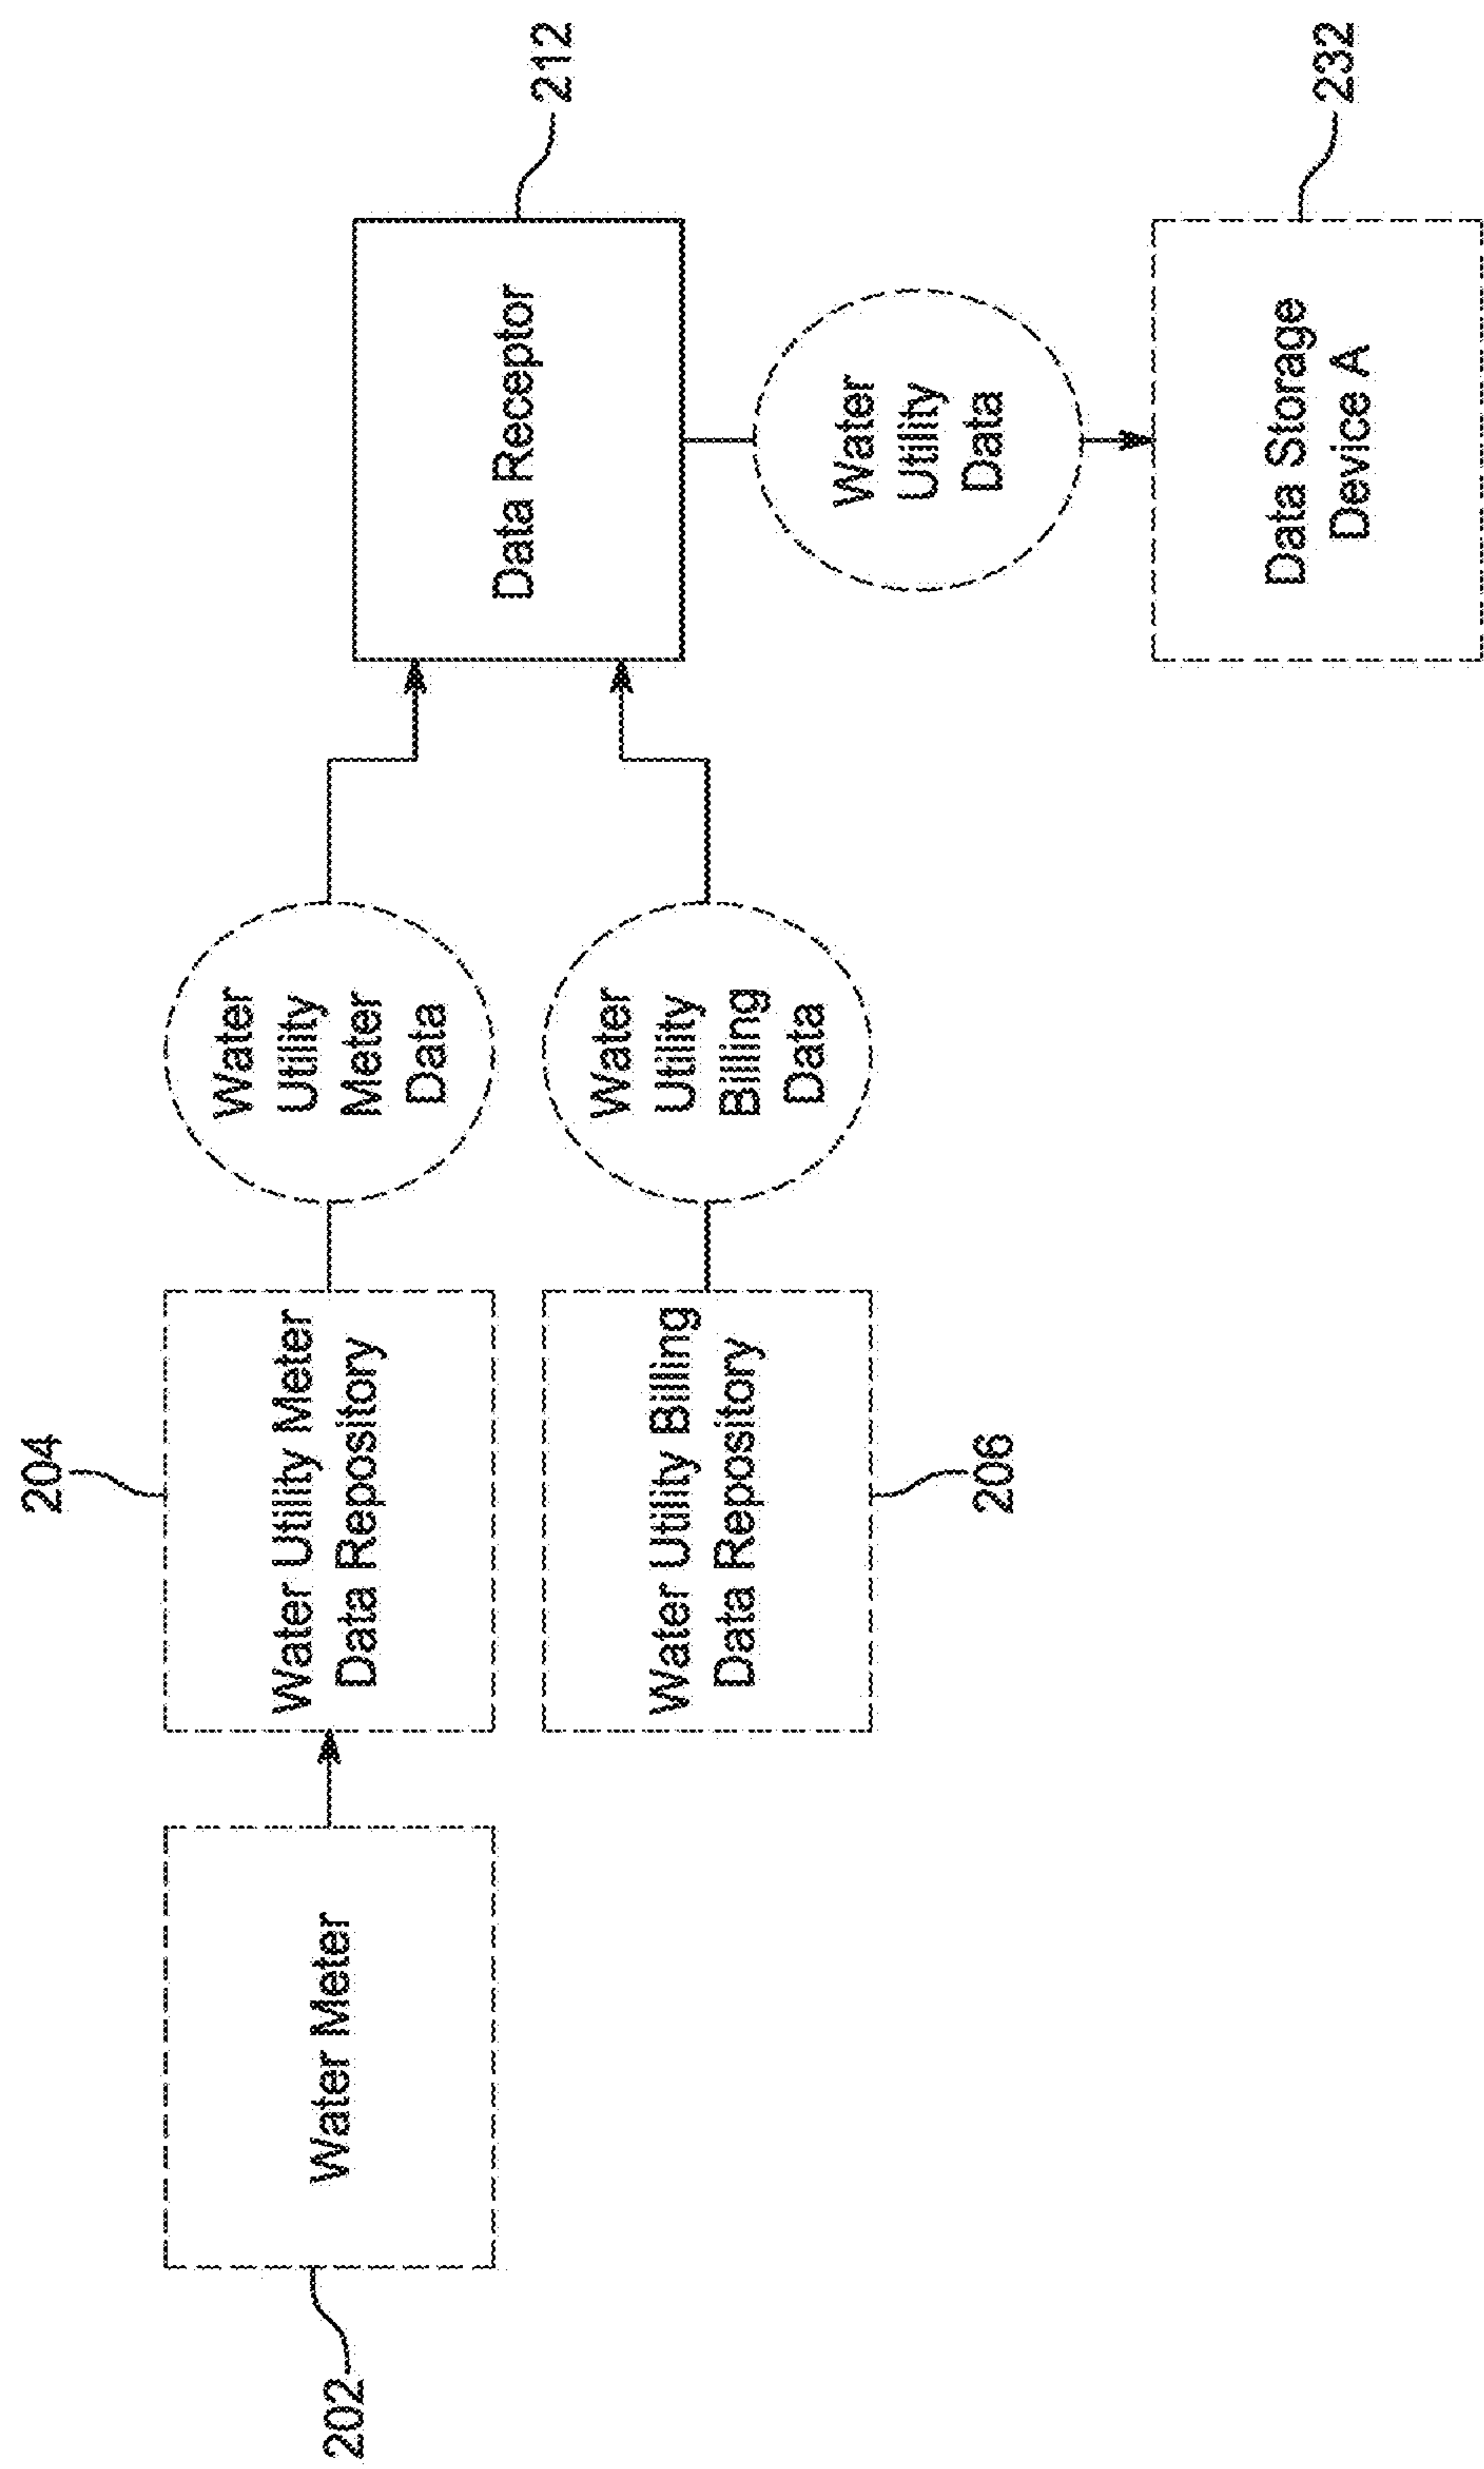 204
202
Water Meter
Water Utility Meter
Data Repository
Water
Utility
Meter
Data
Data Receptor
212
Water Utility Billing
Data Repository
206
Water
Utility
Billing
Data
Water
Utility
Data
Data Storage
Device A
232